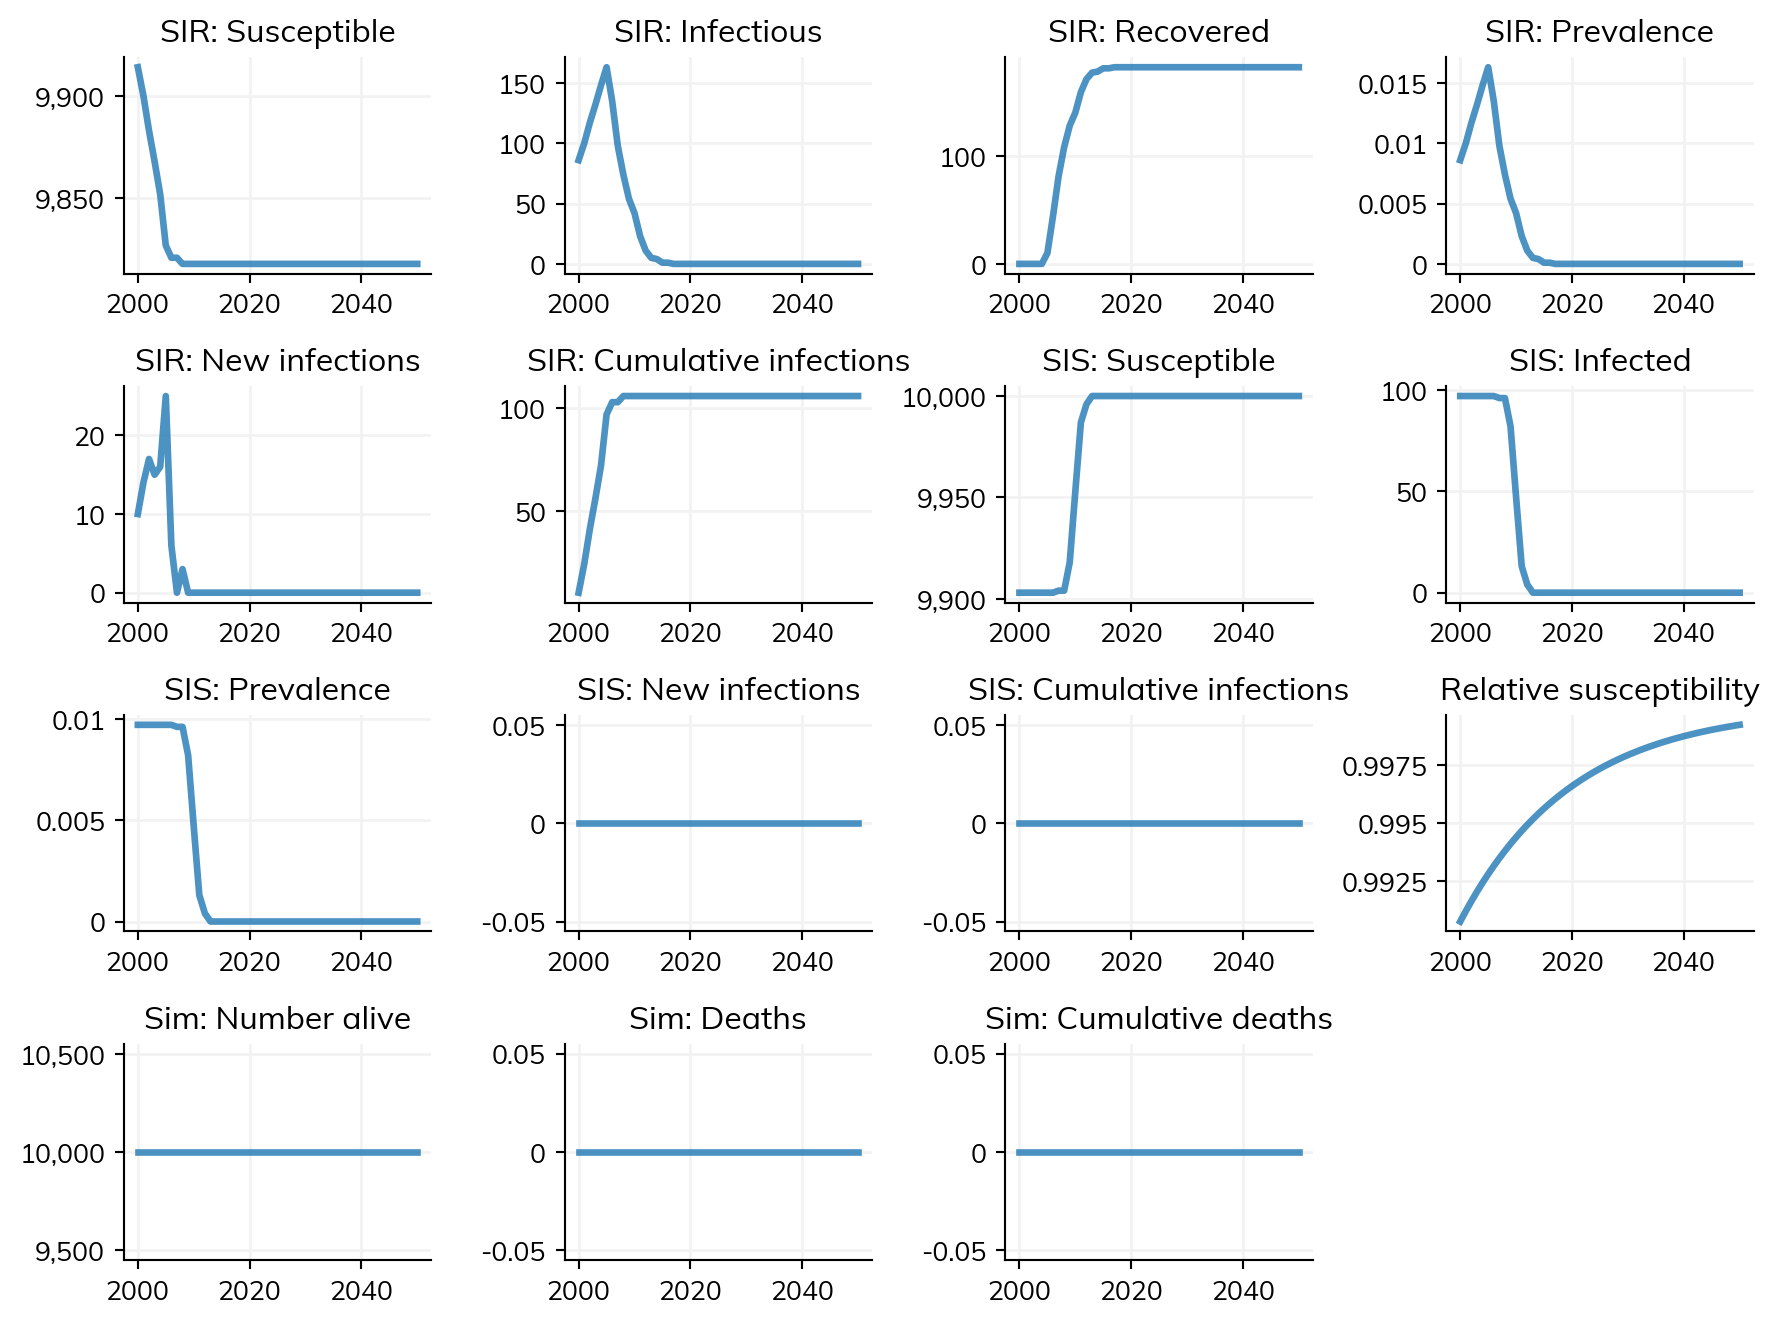 SIR: Susceptible
9,900
9,850
2000 2020 2040
SIR: Infectious
150
100
50
0
2000 2020 2040
SIR: Recovered
100
0
2000 2020 2040
SIR: Prevalence
0.015
0.01
0.005
0
2000 2020 2040
SIR: New infections
20
10
0
2000 2020 2040
SIR: Cumulative infections
100
50
2000 2020 2040
SIS: Susceptible
10,000
9,950
9,900
2000 2020 2040
SIS: Infected
100
50
0
2000 2020 2040
SIS: Prevalence
0.01
0.005
0
2000 2020 2040
SIS: New infections
0.05
0
-0.05
2000 2020 2040
SIS: Cumulative infections
0.05
0
-0.05
2000 2020 2040
Relative susceptibility
0.9975
0.995
0.9925
2000 2020 2040
Sim: Number alive
10,500
10,000
9,500
2000 2020 2040
Sim: Deaths
0.05
0
-0.05
2000 2020 2040
Sim: Cumulative deaths
0.05
0
-0.05
2000 2020 2040